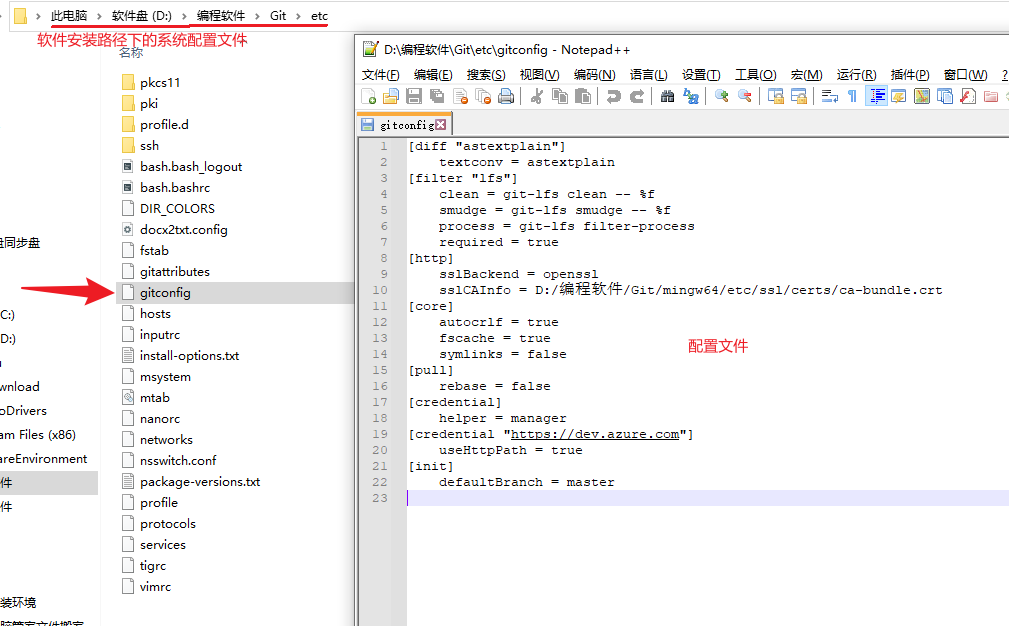 此电脑 › 软件盘 (D:) › 编程软件 › Git › etc
软件安装路径下的系统配置文件
名称
pkcs11
pki
profile.d
ssh
bash.bash_logout
bash.bashrc
DIR_COLORS
docx2txt.config
fstab
gitattributes
gitconfig
hosts
inputrc
install-options.txt
msystem
mtab
nanorc
networks
nsswitch.conf
package-versions.txt
profile
protocols
services
tigrc
vimrc
同步盘
C:)
D:)
wnload
oDrivers
am Files (x86)
areEnvironment
件
件
装环境
D:\编程软件\Git\etc\gitconfig - Notepad++
文件(F) 编辑(E) 搜索(S) 视图(V) 编码(N) 语言(L) 设置(T) 工具(O) 宏(M) 运行(R) 插件(P) 窗口(W) ?
gitconfig
1 [diff "astextplain"]
2 textconv = astextplain
3 [filter "lfs"]
4 clean = git-lfs clean -- %f
5 smudge = git-lfs smudge -- %f
6 process = git-lfs filter-process
7 required = true
8 [http]
9 sslBackend = openssl
10 sslCAInfo = D:/编程软件/Git/mingw64/etc/ssl/certs/ca-bundle.crt
11 [core]
12 autocrlf = true
13 fscache = true
14 symlinks = false
15 [pull]
16 rebase = false
17 [credential]
18 helper = manager
19 [credential "https://dev.azure.com"]
20 useHttpPath = true
21 [init]
22 defaultBranch = master
23
配置文件